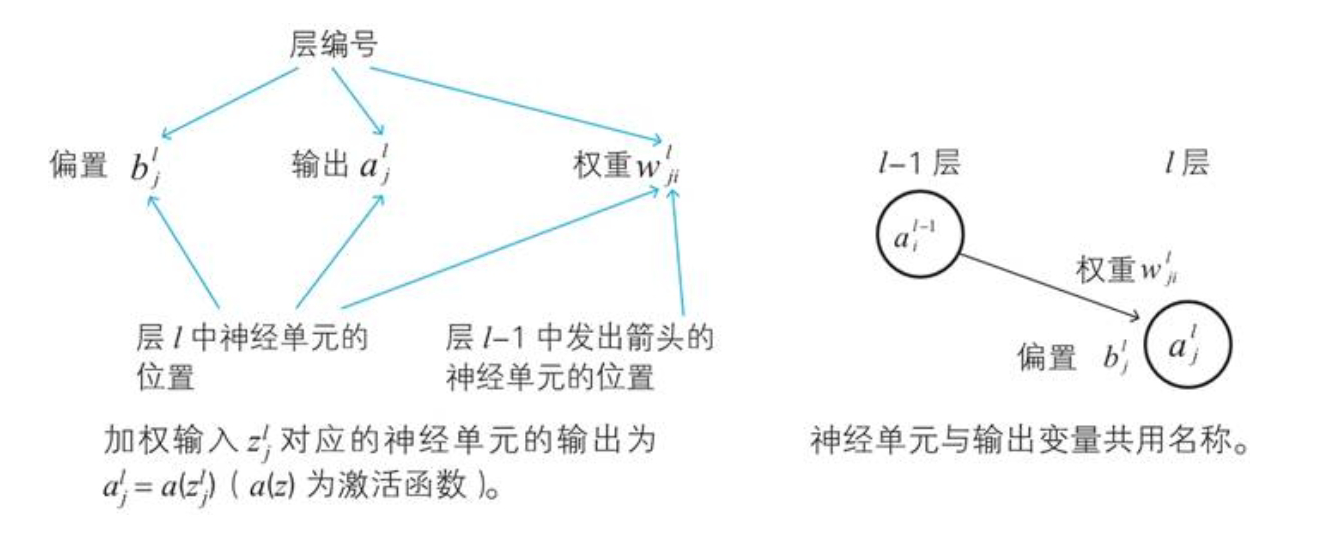 层编号
偏置 b_j^l
输出 a_j^l
权重 w_{ji}^l
层 l 中神经单元的
位置
层 l−1 中发出箭头的
神经单元的位置
加权输入 z_j^l 对应的神经单元的输出为
a_j^l = a(z_j^l) ( a(z) 为激活函数 )。
l−1 层
l 层
a_i^{l−1}
权重 w_{ji}^l
偏置 b_j^l
a_j^l
神经单元与输出变量共用名称。